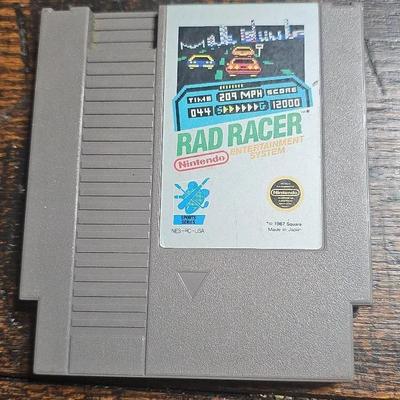 TIME 209 MPH SCORE
044 S G 12000
RAD RACER
Nintendo ENTERTAINMENT SYSTEM
SPORTS SERIES
Nintendo
NES-RC-USA
© 1987 Square
Made in Japan